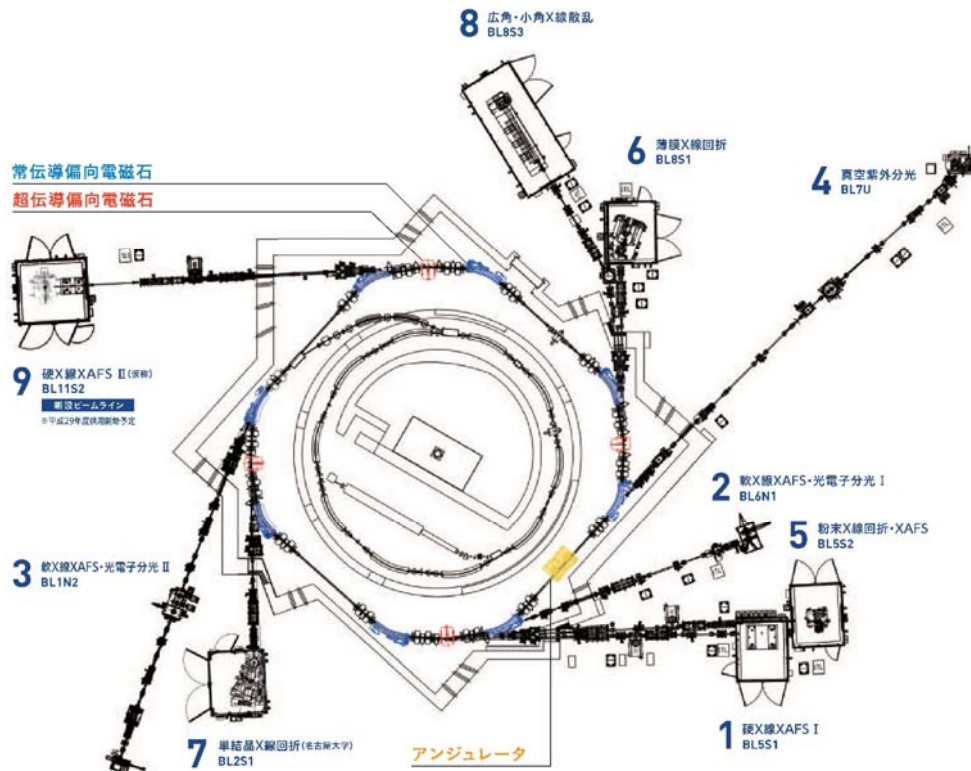 8 広角・小角X線散乱
BL8S3
6 薄膜X線回折
BL8S1
4 真空紫外分光
BL7U
常伝導偏向電磁石
超伝導偏向電磁石
9 硬X線XAFS Ⅱ(仮称)
BL11S2
新設ビームライン
※平成29年度供用開始予定
2 軟X線XAFS・光電子分光 Ⅰ
BL6N1
5 粉末X線回折・XAFS
BL5S2
3 軟X線XAFS・光電子分光 Ⅱ
BL1N2
7 単結晶X線回折(名古屋大学)
BL2S1
アンジュレータ
1 硬X線XAFS Ⅰ
BL5S1